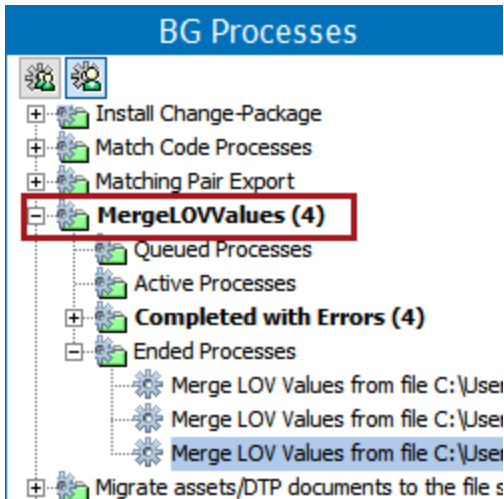 BG Processes
Install Change-Package
Match Code Processes
Matching Pair Export
MergeLOVValues (4)
Queued Processes
Active Processes
Completed with Errors (4)
Ended Processes
Merge LOV Values from file C:\User
Merge LOV Values from file C:\User
Merge LOV Values from file C:\User
Migrate assets/DTP documents to the file s